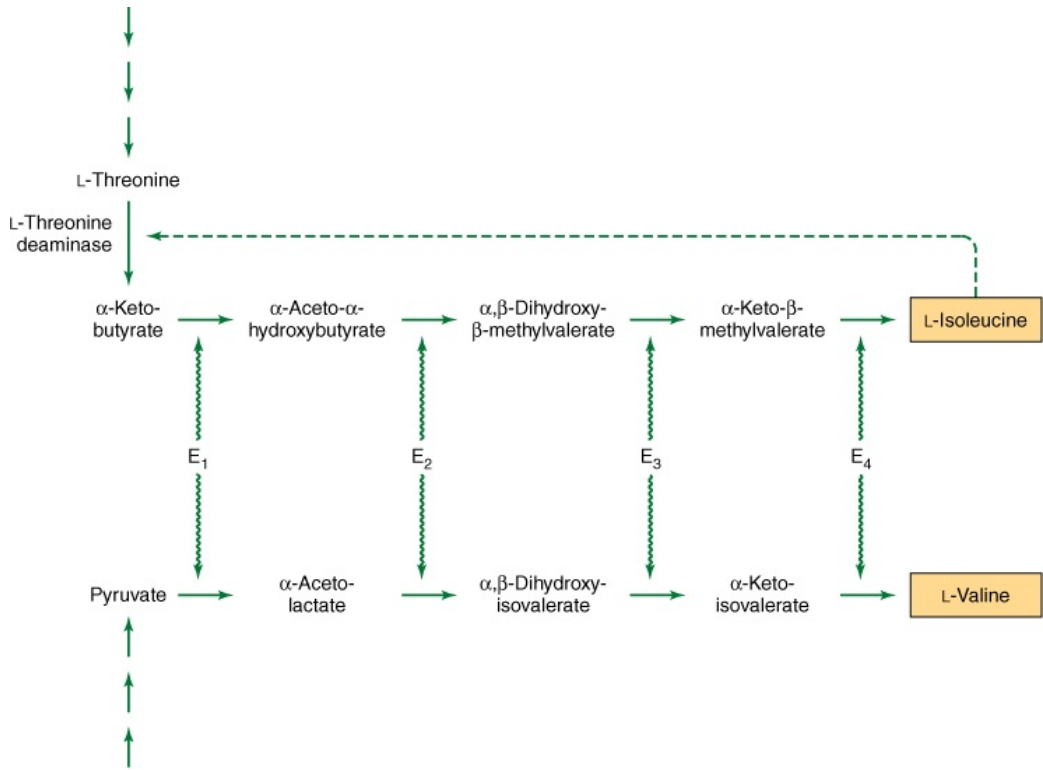 L-Threonine
L-Threonine
deaminase
α-Keto-
butyrate
α-Aceto-α-
hydroxybutyrate
α,β-Dihydroxy-
β-methylvalerate
α-Keto-β-
methylvalerate
L-Isoleucine
E1
E2
E3
E4
Pyruvate
α-Aceto-
lactate
α,β-Dihydroxy-
isovalerate
α-Keto-
isovalerate
L-Valine